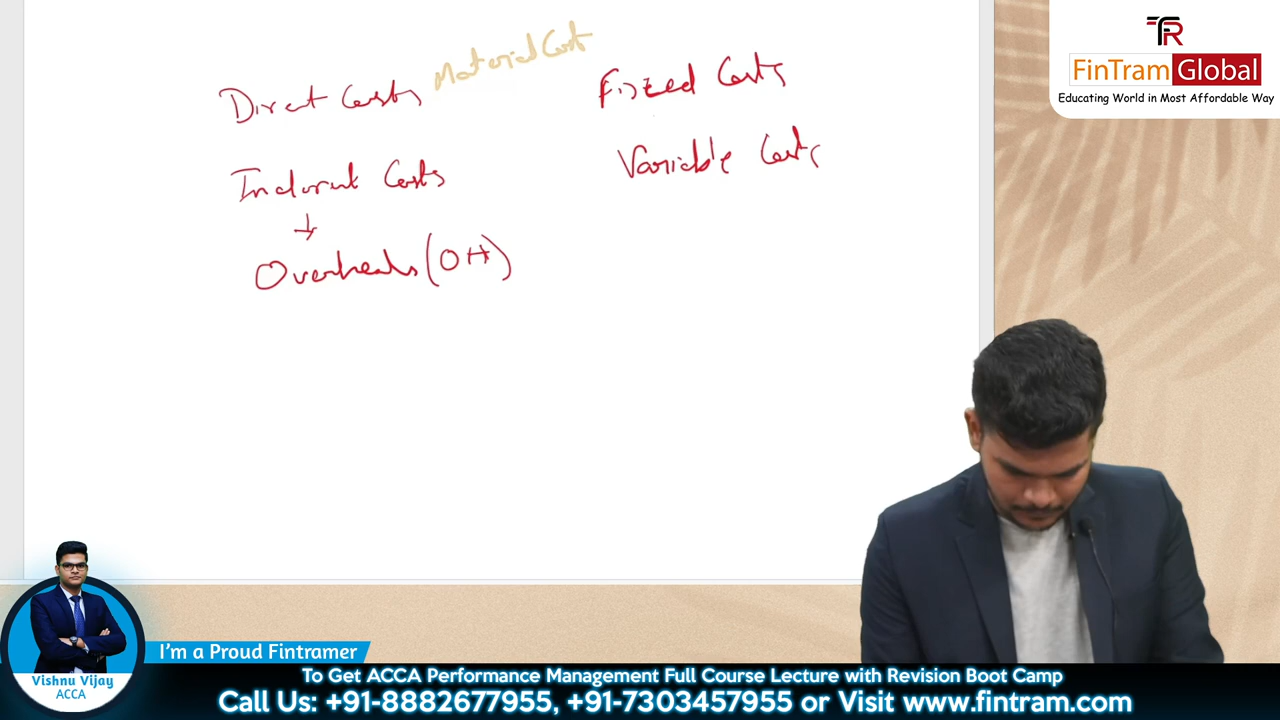 Material Cost
Direct Costs
Fixed Costs
Indirect Costs
Variable Costs
Overheads (OH)
FinTram Global
Educating World in Most Affordable Way
I'm a Proud Fintramer
Vishnu Vijay
ACCA
To Get ACCA Performance Management Full Course Lecture with Revision Boot Camp
Call Us: +91-8882677955, +91-7303457955 or Visit www.fintram.com